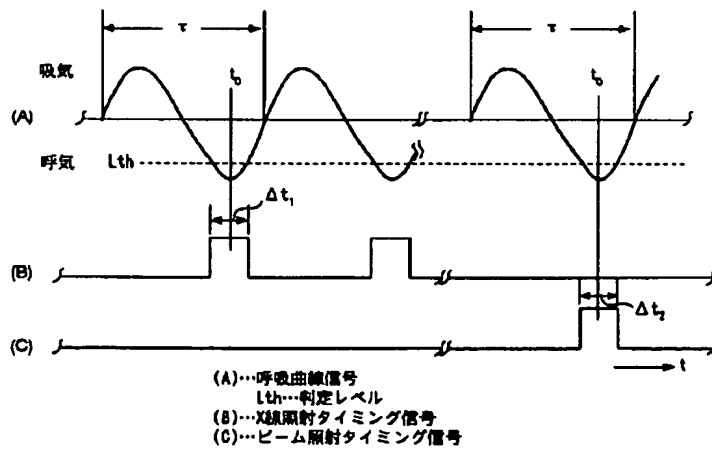 τ
τ
吸気
t₀
t₀
(A)
呼気 Lth
Δt₁
(B)
Δt₂
(C)
t
(A)…呼吸曲線信号
Lth…判定レベル
(B)…X線照射タイミング信号
(C)…ビーム照射タイミング信号